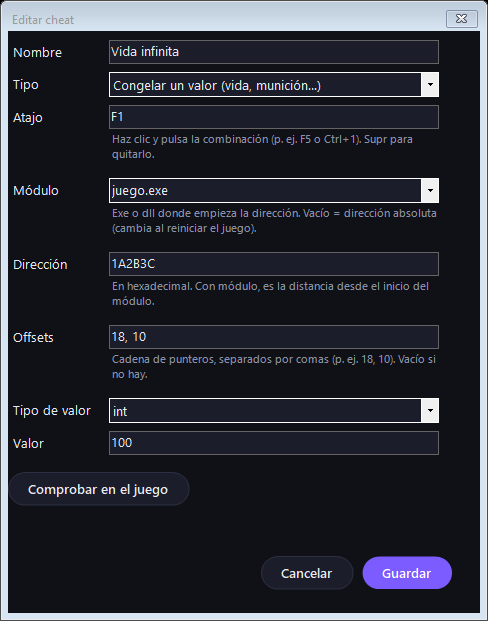 Editar cheat
Nombre
Vida infinita
Tipo
Congelar un valor (vida, munición...)
Atajo
F1
Haz clic y pulsa la combinación (p. ej. F5 o Ctrl+1). Supr para
quitarlo.
Módulo
juego.exe
Exe o dll donde empieza la dirección. Vacío = dirección absoluta
(cambia al reiniciar el juego).
Dirección
1A2B3C
En hexadecimal. Con módulo, es la distancia desde el inicio del
módulo.
Offsets
18, 10
Cadena de punteros, separados por comas (p. ej. 18, 10). Vacío si
no hay.
Tipo de valor
int
Valor
100
Comprobar en el juego
Cancelar
Guardar